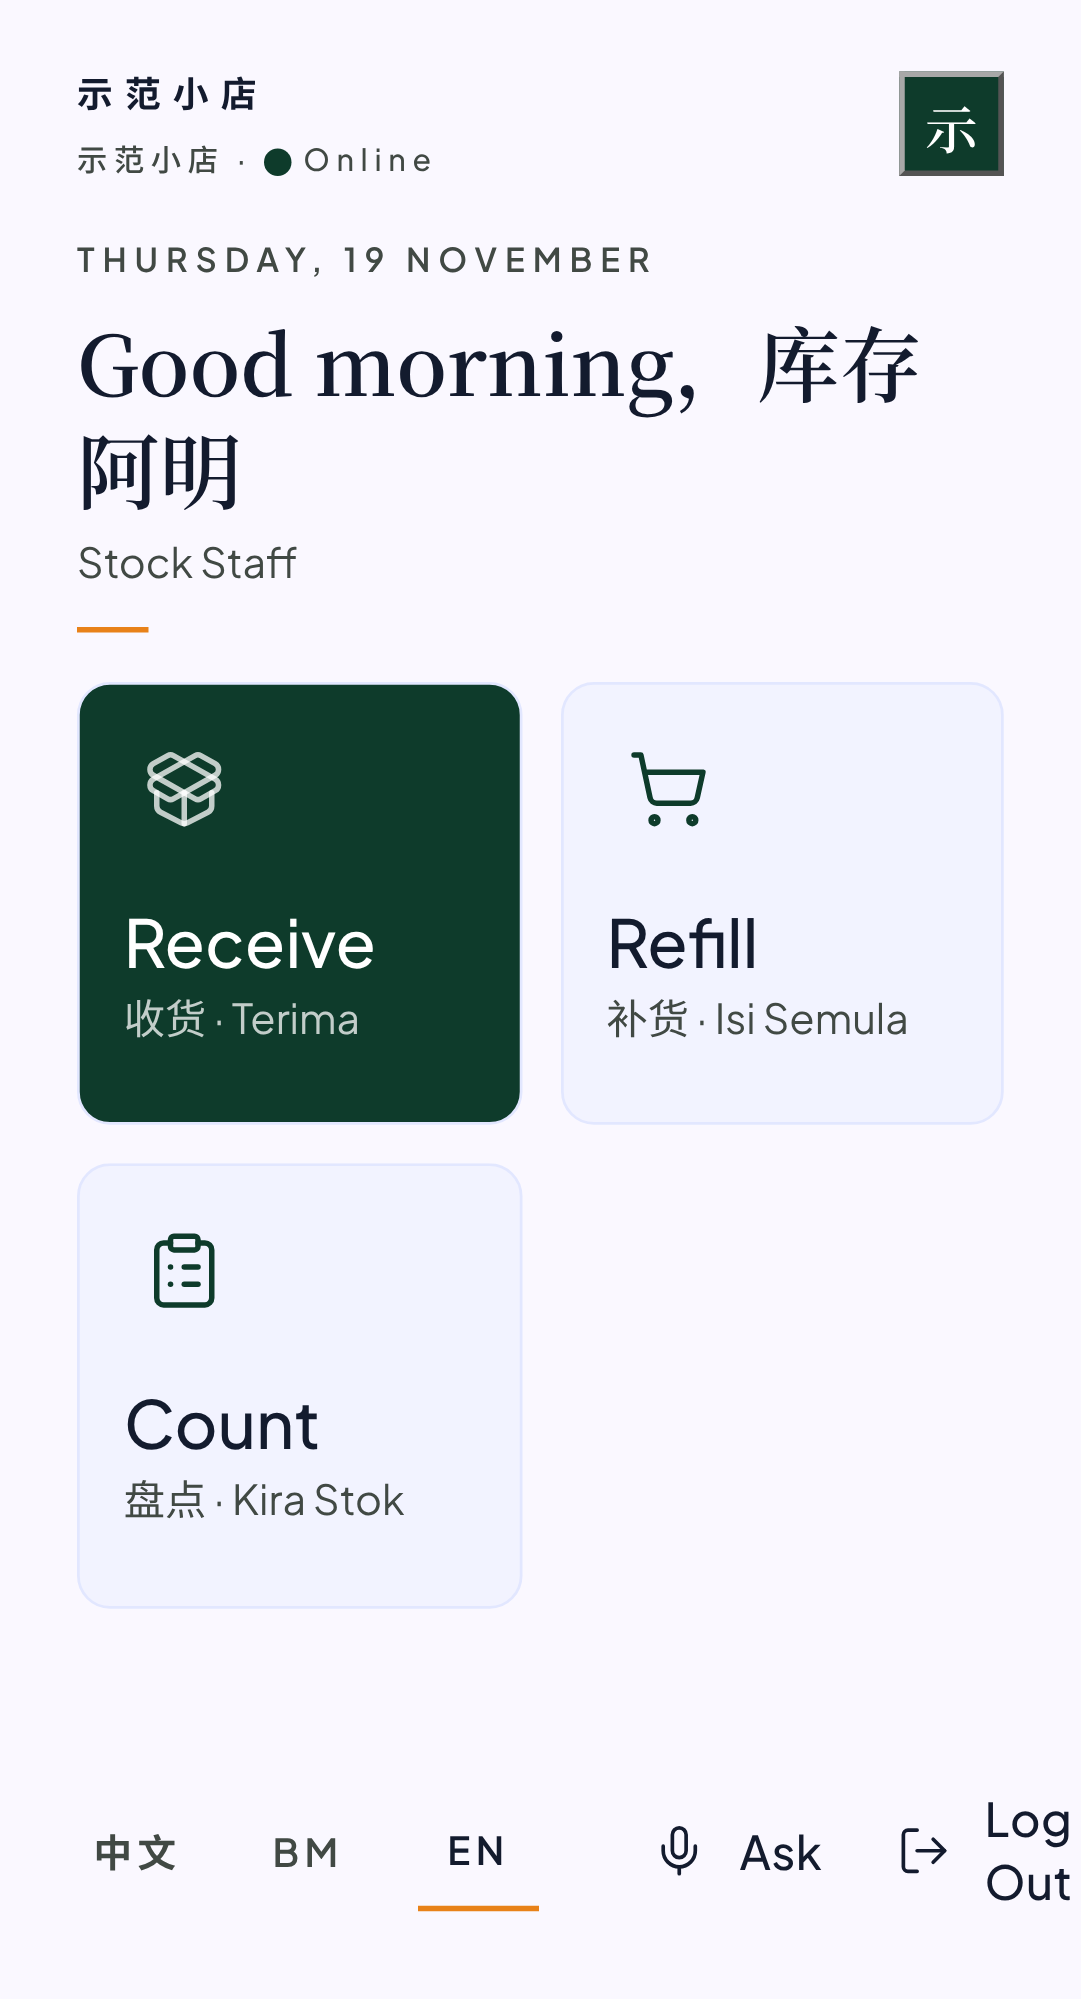 示范小店
示范小店 · Online
示
THURSDAY, 19 NOVEMBER
Good morning, 库存
阿明
Stock Staff
Receive
收货 · Terima
Refill
补货 · Isi Semula
Count
盘点 · Kira Stok
中文
BM
EN
Ask
Log
Out